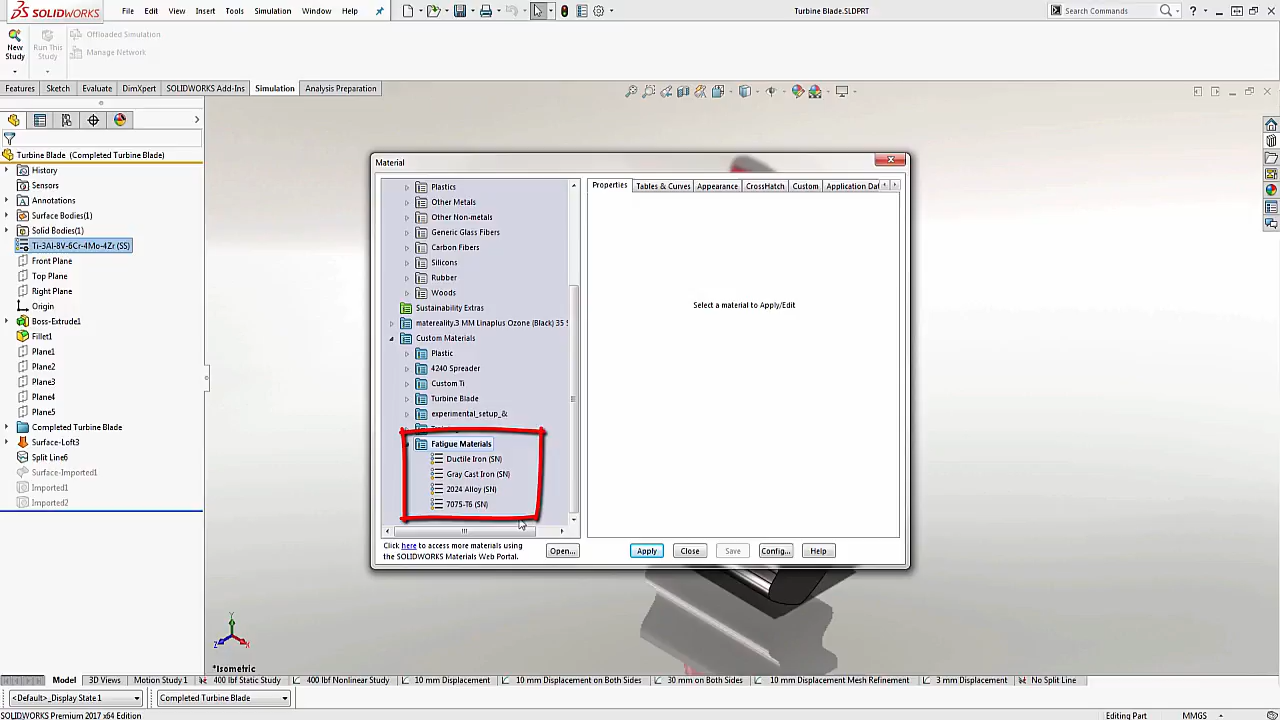 SOLIDWORKS
File Edit View Insert Tools Simulation Window Help
Turbine Blade.SLDPRT
Search Commands
New Study
Run This Study
Offloaded Simulation
Manage Network
Features Sketch Evaluate DimXpert SOLIDWORKS Add-Ins Simulation Analysis Preparation
Turbine Blade (Completed Turbine Blade)
History
Sensors
Annotations
Surface Bodies(1)
Solid Bodies(1)
Ti-3Al-8V-6Cr-4Mo-4Zr (SS)
Front Plane
Top Plane
Right Plane
Origin
Boss-Extrude1
Fillet1
Plane1
Plane2
Plane3
Plane4
Plane5
Completed Turbine Blade
Surface-Loft3
Split Line6
Surface-Imported1
Imported1
Imported2
Material
Plastics
Other Metals
Other Non-metals
Generic Glass Fibers
Carbon Fibers
Silicons
Rubber
Woods
Sustainability Extras
matereality.3 MM Linaplus Ozone (Black) 35 S
Custom Materials
Plastic
4240 Spreader
Custom Ti
Turbine Blade
experimental_setup_&
Fatigue Materials
Ductile Iron (SN)
Gray Cast Iron (SN)
2024 Alloy (SN)
7075-T6 (SN)
Click here to access more materials using
the SOLIDWORKS Materials Web Portal.
Open...
Properties Tables & Curves Appearance CrossHatch Custom Application Dat
Select a material to Apply/Edit
Apply Close Save Config... Help
Y
Z X
*Isometric
Model 3D Views Motion Study 1 400 lbf Static Study 400 lbf Nonlinear Study 10 mm Displacement 10 mm Displacement on Both Sides 30 mm on Both Sides 10 mm Displacement Mesh Refinement 3 mm Displacement No Split Line
<Default>_Display State 1 Completed Turbine Blade
SOLIDWORKS Premium 2017 x64 Edition
Editing Part MMGS